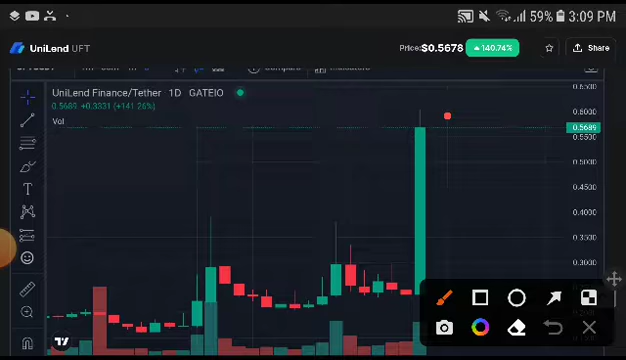 59% 3:09 PM
UniLend UFT
Price:$0.5678 140.74%
Share
UniLend Finance/Tether 1D GATEIO
0.5689 +0.3331 (+141.26%)
Vol
0.6500
0.6000
0.5689
0.5500
0.5000
0.4500
0.4000
0.3500
0.3000
T